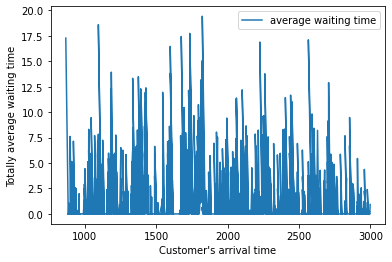 20.0
17.5
15.0
12.5
10.0
7.5
5.0
2.5
0.0
Totally average waiting time
average waiting time
1000 1500 2000 2500 3000
Customer's arrival time